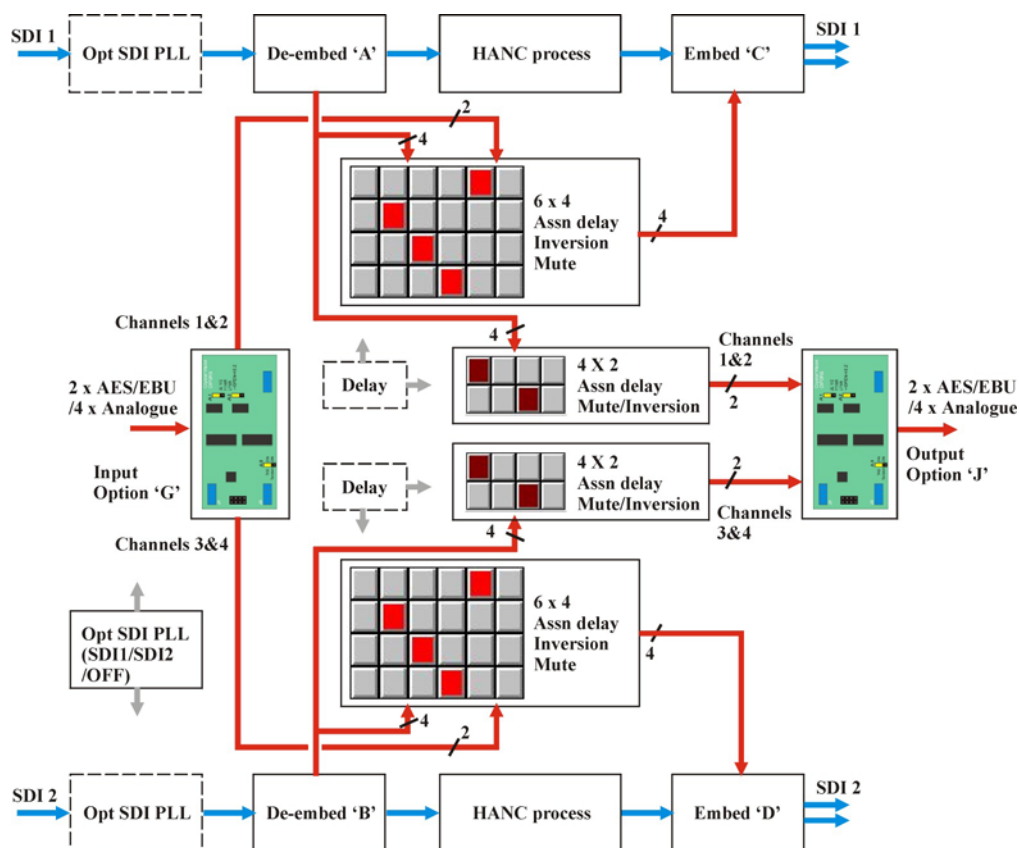 SDI 1
Opt SDI PLL
De-embed ‘A’
HANC process
Embed ‘C’
SDI 1
2
4
6 x 4
Assn delay
Inversion
Mute
4
Channels 1&2
4
Channels
1&2
2 x AES/EBU
/4 x Analogue
Delay
4 X 2
Assn delay
Mute/Inversion
2
2 x AES/EBU
/4 x Analogue
Input
Option ‘G’
Delay
4 X 2
Assn delay
Mute/Inversion
2
Output
Option ‘J’
Channels
3&4
Channels 3&4
4
6 x 4
Assn delay
Inversion
Mute
4
Opt SDI PLL
(SDI1/SDI2
/OFF)
4
2
SDI 2
Opt SDI PLL
De-embed ‘B’
HANC process
Embed ‘D’
SDI 2